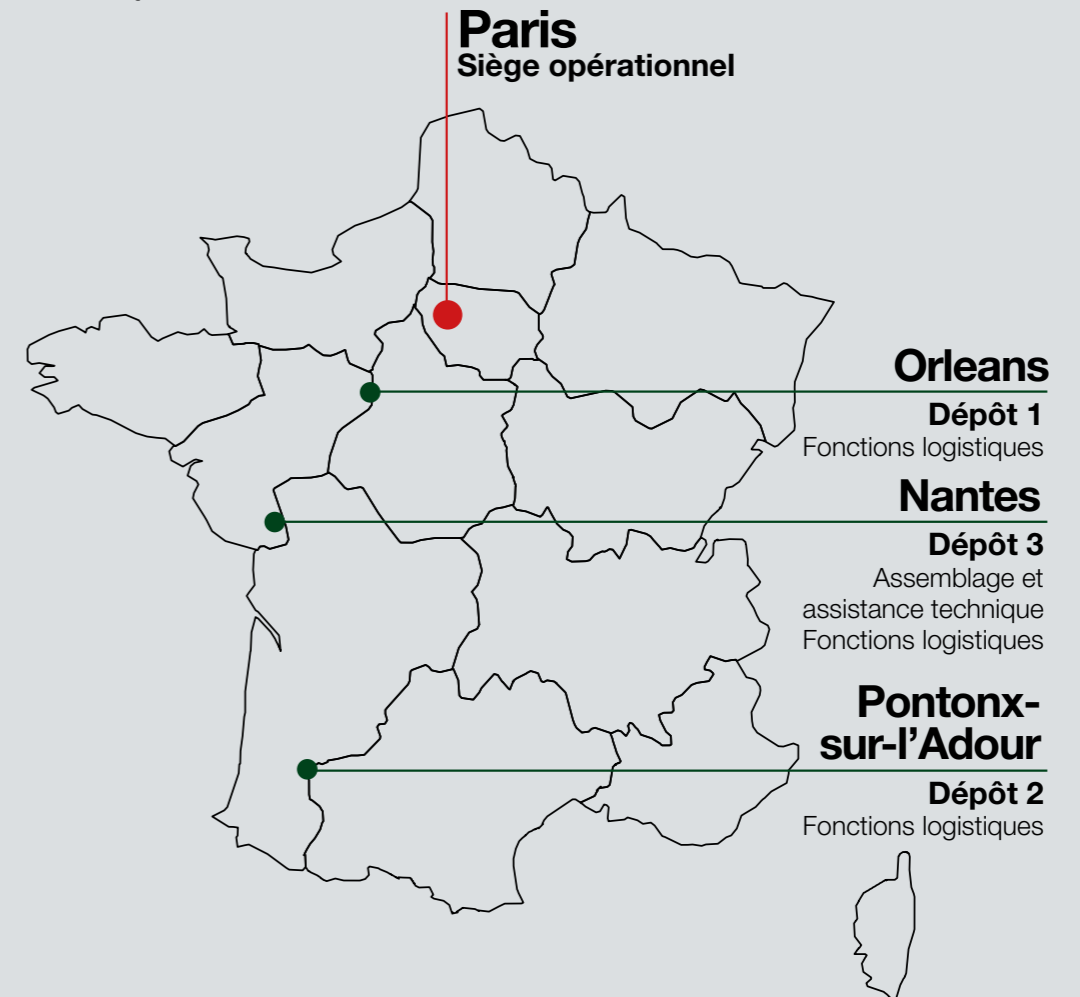 Paris
Siège opérationnel
Orleans
Dépôt 1
Fonctions logistiques
Nantes
Dépôt 3
Assemblage et
assistance technique
Fonctions logistiques
Pontonx-
sur-l’Adour
Dépôt 2
Fonctions logistiques